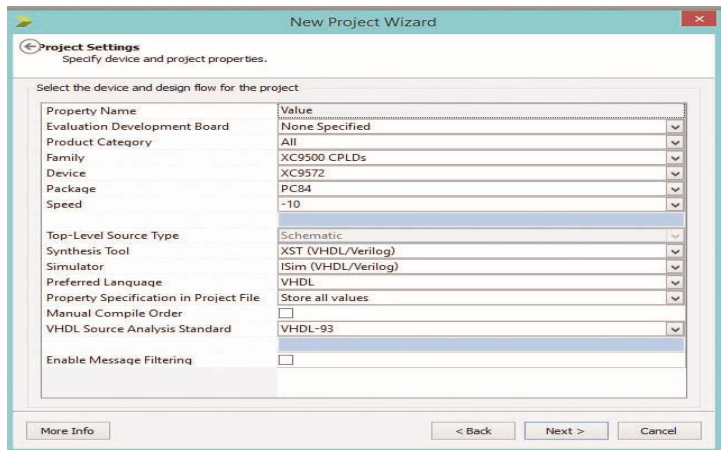 New Project Wizard
Project Settings
Specify device and project properties.
Select the device and design flow for the project
Property Name Value
Evaluation Development Board None Specified
Product Category All
Family XC9500 CPLDs
Device XC9572
Package PC84
Speed -10
Top-Level Source Type Schematic
Synthesis Tool XST (VHDL/Verilog)
Simulator ISim (VHDL/Verilog)
Preferred Language VHDL
Property Specification in Project File Store all values
Manual Compile Order
VHDL Source Analysis Standard VHDL-93
Enable Message Filtering
More Info < Back Next > Cancel